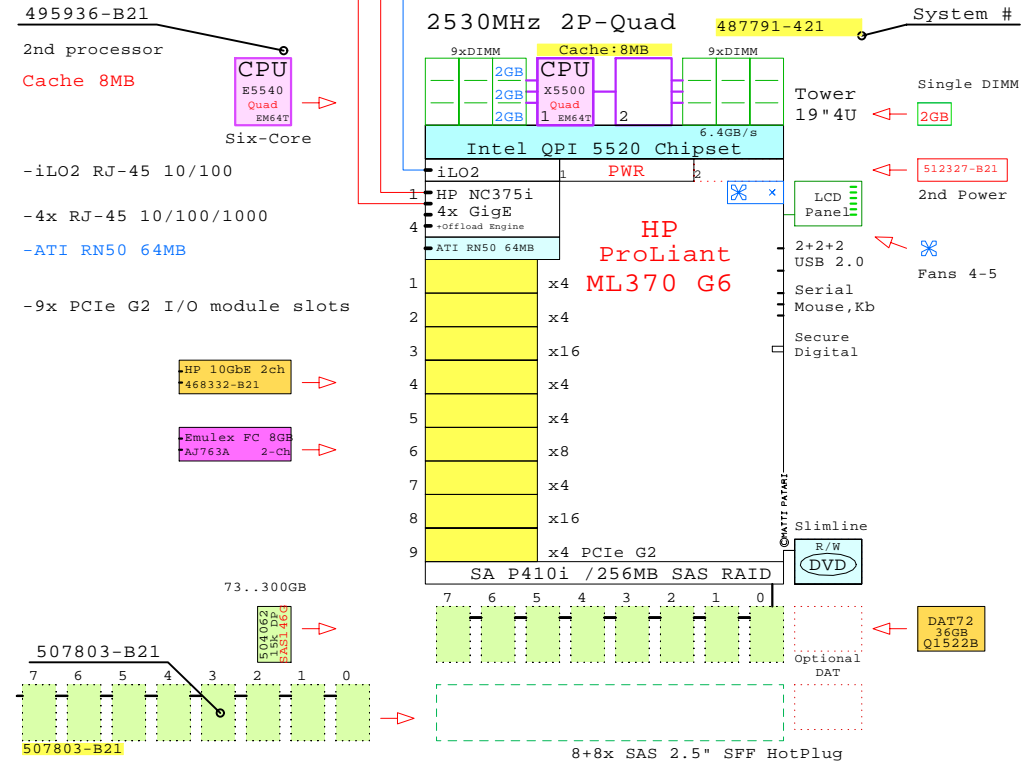 495936-B21
2530MHz 2P-Quad
487791-421
System #
2nd processor
Cache 8MB
9xDIMM
Cache:8MB
9xDIMM
CPU
E5540
Quad
EM64T
Six-Core
2GB
2GB
2GB
CPU
X5500
Quad
1 EM64T
2
Tower
19"4U
Single DIMM
2GB
6.4GB/s
Intel QPI 5520 Chipset
-iLO2 RJ-45 10/100
iLO2
1
PWR
2
512327-B21
2nd Power
1
HP NC375i
4x GigE
4
+Offload Engine
LCD
Panel
-4x RJ-45 10/100/1000
-ATI RN50 64MB
ATI RN50 64MB
HP
ProLiant
ML370 G6
2+2+2
USB 2.0
Fans 4-5
Serial
Mouse,Kb
-9x PCIe G2 I/O module slots
1
x4
2
x4
3
x16
4
x4
5
x4
6
x8
7
x4
8
x16
9
x4 PCIe G2
Secure
Digital
HP 10GbE 2ch
468332-B21
Emulex FC 8GB
AJ763A 2-Ch
©MATTI PATARI
Slimline
R/W
DVD
SA P410i /256MB SAS RAID
73..300GB
504062
15k DP
SAS146G
7 6 5 4 3 2 1 0
DAT72
36GB
Q1522B
Optional
DAT
507803-B21
7 6 5 4 3 2 1 0
507803-B21
8+8x SAS 2.5" SFF HotPlug